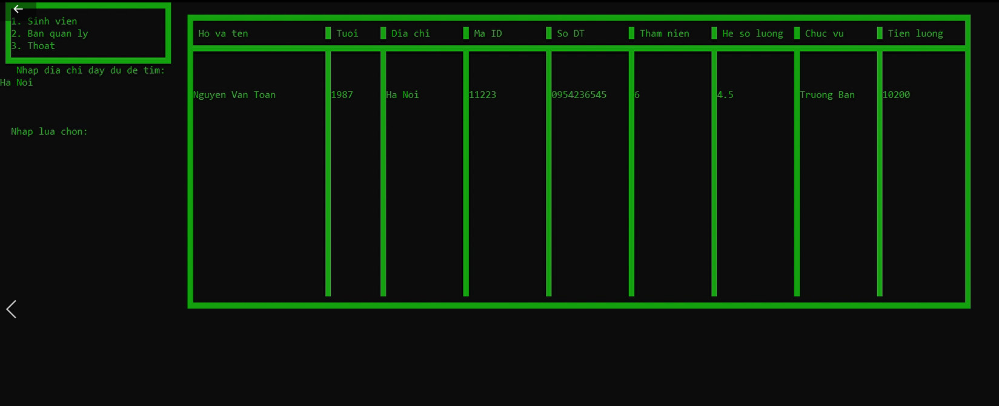 1. Sinh vien
2. Ban quan ly
3. Thoat
Nhap dia chi day du de tim:
Ha Noi
Nhap lua chon:
Ho va ten Tuoi Dia chi Ma ID So DT Tham nien He so luong Chuc vu Tien luong
Nguyen Van Toan 1987 Ha Noi 11223 0954236545 6 4.5 Truong Ban 10200